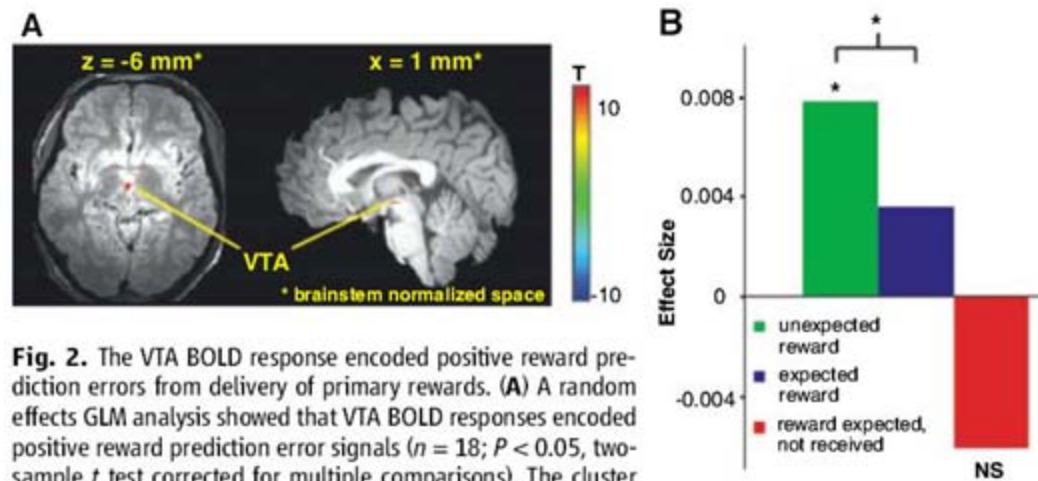 A
z = -6 mm*
x = 1 mm*
T
10
-10
VTA
* brainstem normalized space
Fig. 2. The VTA BOLD response encoded positive reward pre-
diction errors from delivery of primary rewards. (A) A random
effects GLM analysis showed that VTA BOLD responses encoded
positive reward prediction error signals (n = 18; P < 0.05, two-
sample t test corrected for multiple comparisons). The cluster
B
*
*
0.008
0.004
0
-0.004
Effect Size
unexpected
reward
expected
reward
reward expected,
not received
NS